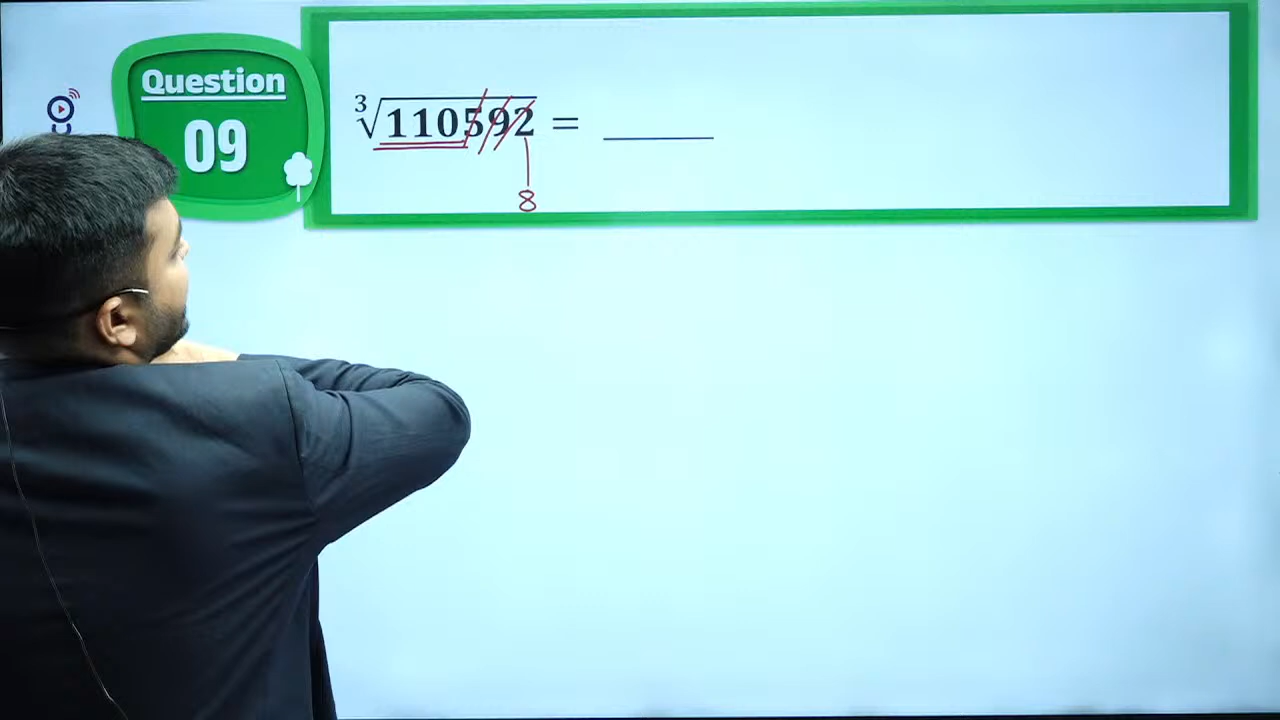 Question
09
∛110592 = ______
8